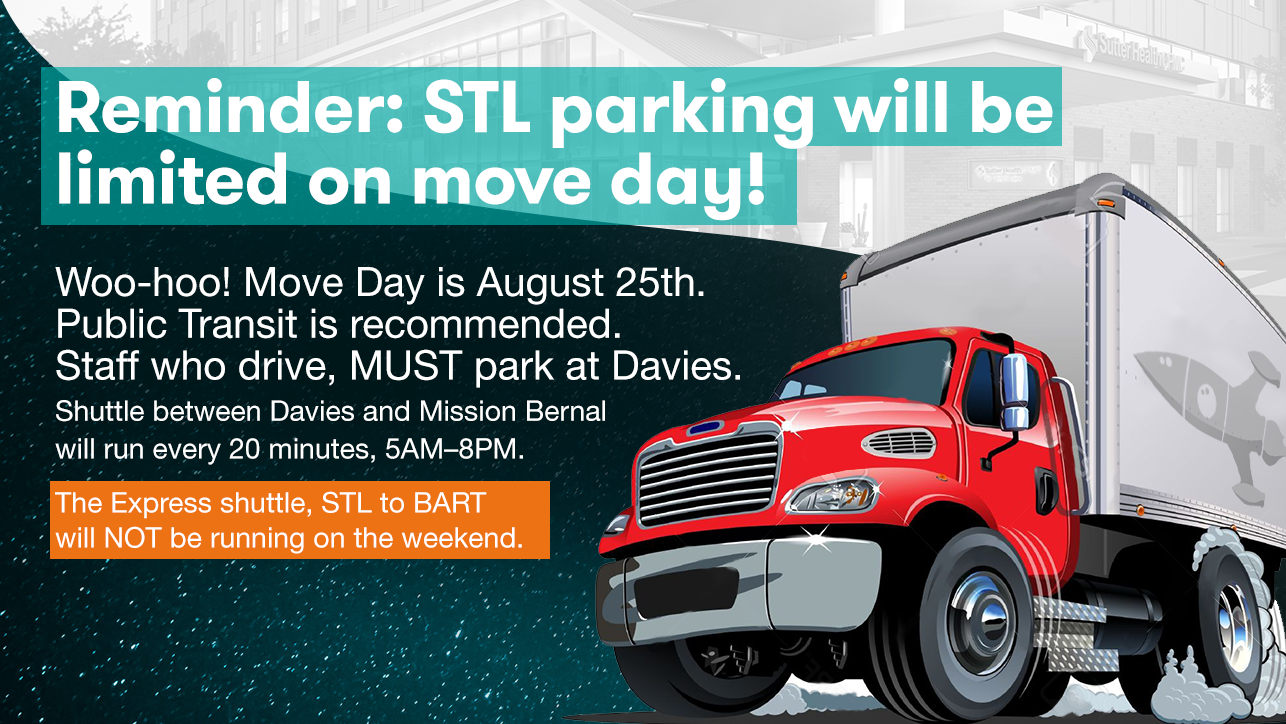 Sutter Health
Reminder: STL parking will be
limited on move day!
Woo-hoo! Move Day is August 25th.
Public Transit is recommended.
Staff who drive, MUST park at Davies.
Shuttle between Davies and Mission Bernal
will run every 20 minutes, 5AM–8PM.
The Express shuttle, STL to BART
will NOT be running on the weekend.